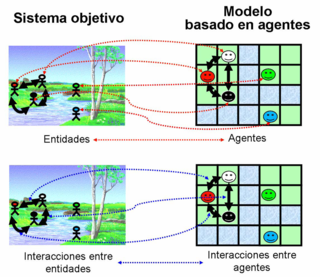 Sistema objetivo
Modelo
basado en agentes
Entidades
Agentes
Interacciones entre
entidades
Interacciones entre
agentes